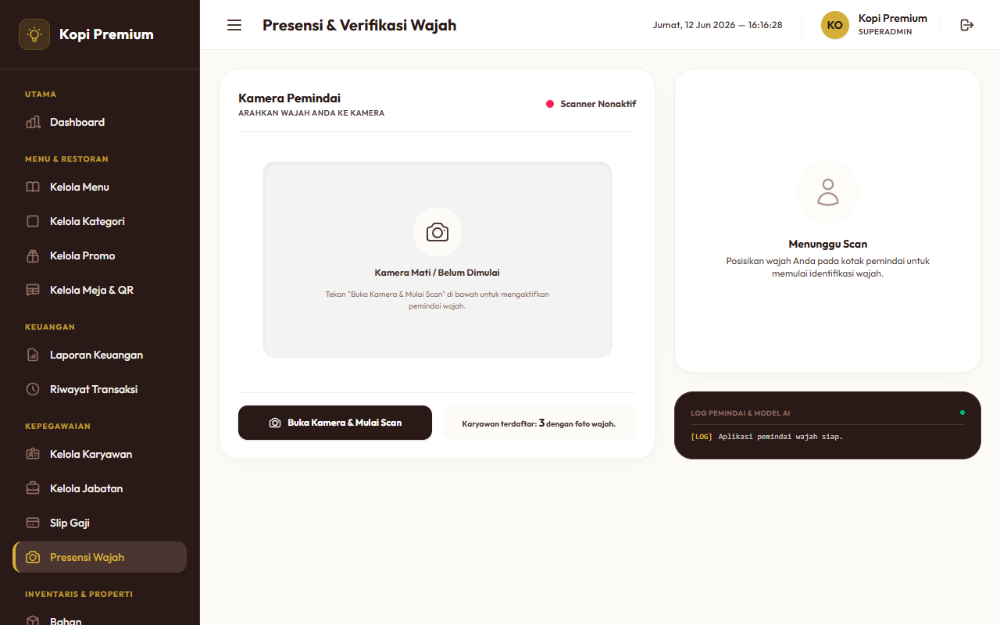 Kopi Premium
UTAMA
Dashboard
MENU & RESTORAN
Kelola Menu
Kelola Kategori
Kelola Promo
Kelola Meja & QR
KEUANGAN
Laporan Keuangan
Riwayat Transaksi
KEPEGAWAIAN
Kelola Karyawan
Kelola Jabatan
Slip Gaji
Presensi Wajah
INVENTARIS & PROPERTI
Bahan
Presensi & Verifikasi Wajah
Jumat, 12 Jun 2026 — 16:16:28
KO
Kopi Premium
SUPERADMIN
Kamera Pemindai
ARAHKAN WAJAH ANDA KE KAMERA
Scanner Nonaktif
Kamera Mati / Belum Dimulai
Tekan "Buka Kamera & Mulai Scan" di bawah untuk mengaktifkan
pemindai wajah.
Buka Kamera & Mulai Scan
Karyawan terdaftar: 3 dengan foto wajah.
Menunggu Scan
Posisikan wajah Anda pada kotak pemindai untuk
memulai identifikasi wajah.
LOG PEMINDAI & MODEL AI
[LOG] Aplikasi pemindai wajah siap.